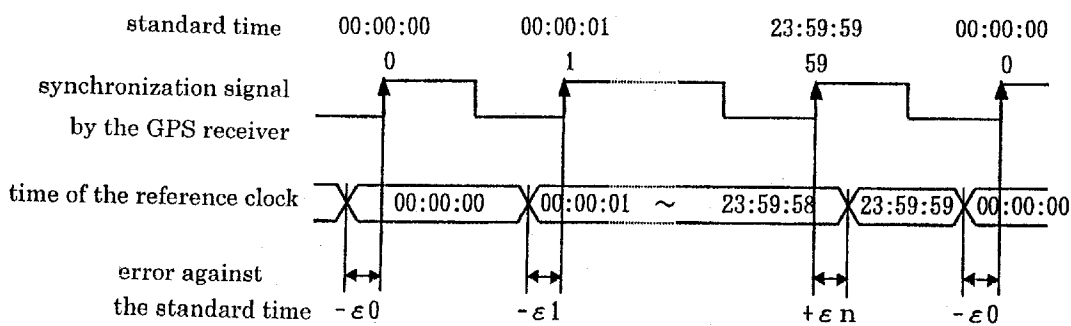 standard time 00:00:00 00:00:01 23:59:59 00:00:00
0 1 59 0
synchronization signal
by the GPS receiver
time of the reference clock 00:00:00 00:00:01 ~ 23:59:58 23:59:59 00:00:00
error against
the standard time -ε0 -ε1 +εn -ε0